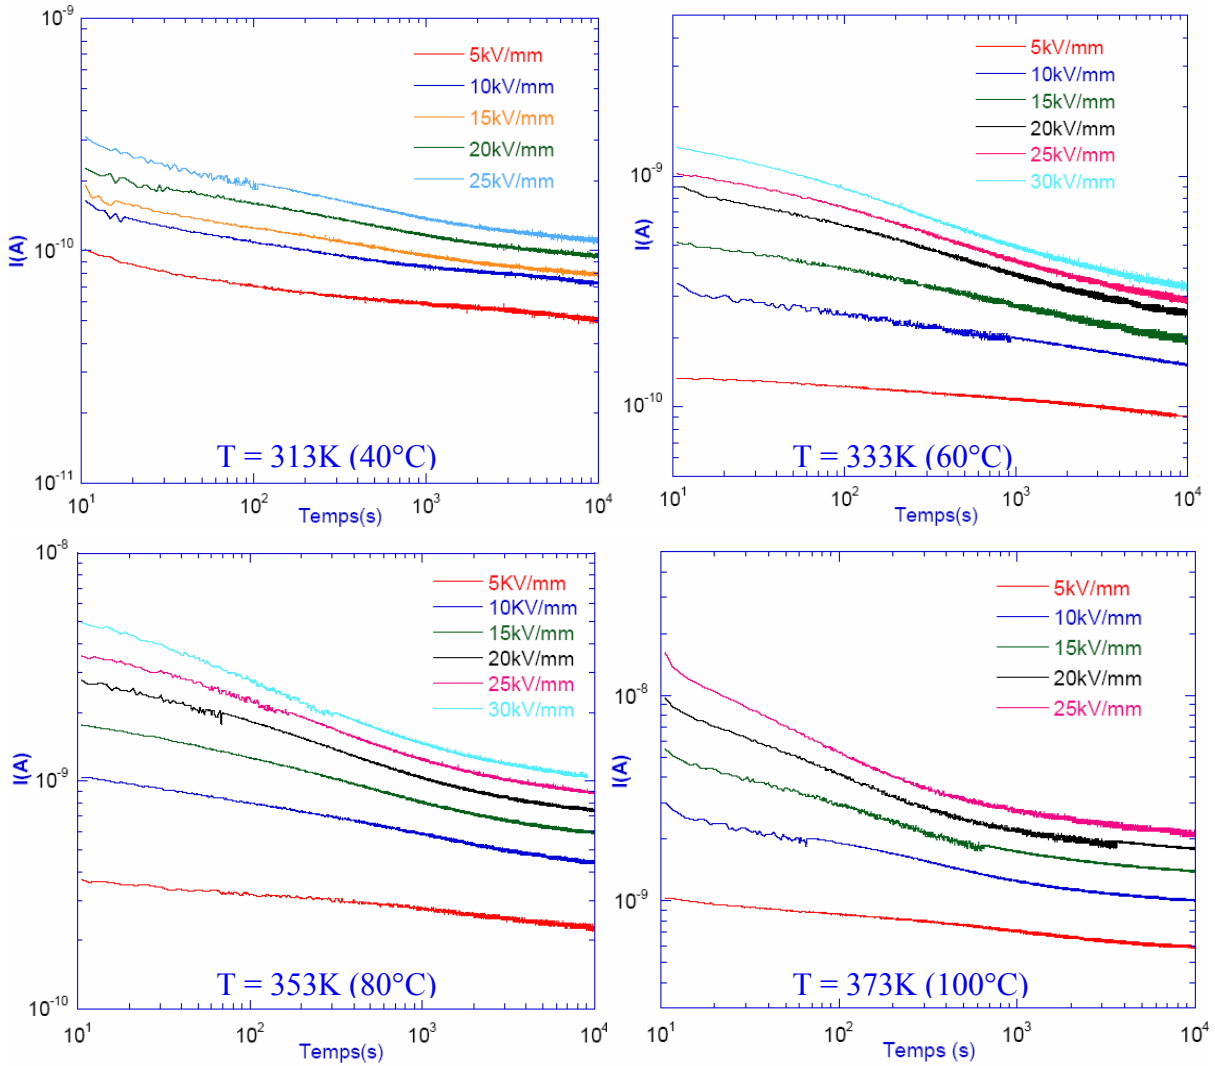 10-9
5kV/mm
10kV/mm
15kV/mm
20kV/mm
25kV/mm
I(A)
10-10
T = 313K (40°C)
10-11
101 102 103 104
Temps(s)
5kV/mm
10kV/mm
15kV/mm
20kV/mm
25kV/mm
30kV/mm
10-9
I(A)
10-10
T = 333K (60°C)
101 102 103 104
Temps(s)
10-8
5KV/mm
10KV/mm
15kV/mm
20kV/mm
25kV/mm
30kV/mm
I(A)
10-9
T = 353K (80°C)
10-10
101 102 103 104
Temps(s)
5kV/mm
10kV/mm
15kV/mm
20kV/mm
25kV/mm
10-8
I(A)
10-9
T = 373K (100°C)
101 102 103 104
Temps (s)